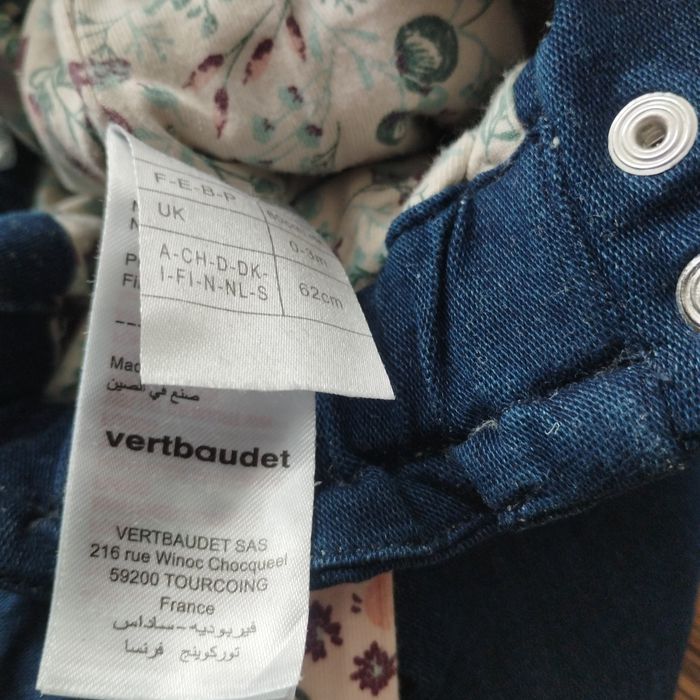 F-E-B-P
UK 0-3m
A-CH-D-DK-
I-FI-N-NL-S 62cm
صنع في الصين
vertbaudet
VERTBAUDET SAS
216 rue Winoc Chocqueel
59200 TOURCOING
France
فيربوديه-ساداس
توركوينج فرنسا